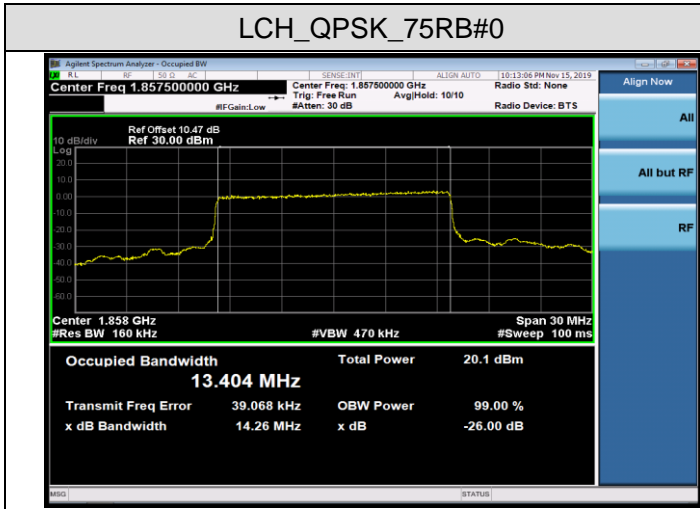 LCH_QPSK_75RB#0
Agilent Spectrum Analyzer - Occupied BW
RL RF 50 Ω AC SENSE:INT ALIGN AUTO 10:13:06 PM Nov 15, 2019
Center Freq 1.857500000 GHz
Center Freq: 1.857500000 GHz
Radio Std: None
Trig: Free Run Avg|Hold: 10/10
#IFGain:Low
#Atten: 30 dB
Radio Device: BTS
Align Now
All
All but RF
RF
Ref Offset 10.47 dB
10 dB/div Ref 30.00 dBm
Log
20.0
10.0
0.00
-10.0
-20.0
-30.0
-40.0
-50.0
-60.0
Center 1.858 GHz
Span 30 MHz
#Res BW 160 kHz
#VBW 470 kHz
#Sweep 100 ms
Occupied Bandwidth
Total Power 20.1 dBm
13.404 MHz
Transmit Freq Error 39.068 kHz OBW Power 99.00 %
x dB Bandwidth 14.26 MHz x dB -26.00 dB
MSG
STATUS